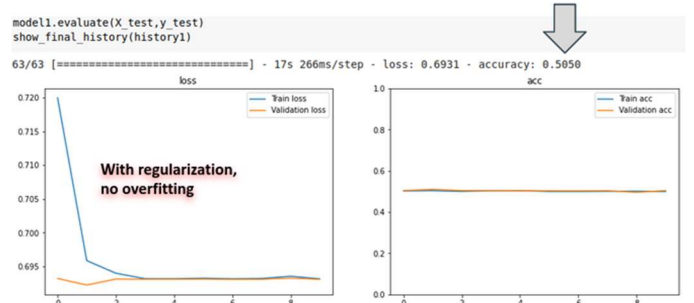 model1.evaluate(X_test,y_test)
show_final_history(history1)
63/63 [==============================] - 17s 266ms/step - loss: 0.6931 - accuracy: 0.5050
loss
acc
0.720
0.715
0.710
0.705
0.700
0.695
Train loss
Validation loss
With regularization,
no overfitting
1.0
0.8
0.6
0.4
0.2
0.0
Train acc
Validation acc